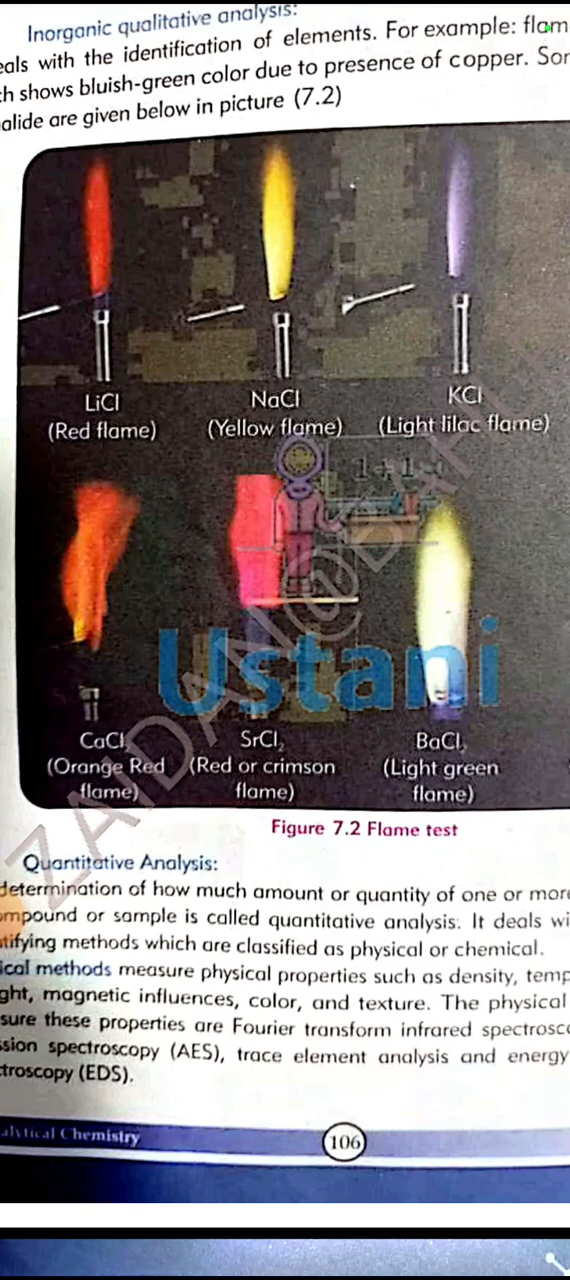 Inorganic qualitative analysis:
eals with the identification of elements. For example: flam
ch shows bluish-green color due to presence of copper. Som
alide are given below in picture (7.2)
LiCl
(Red flame)
NaCl
(Yellow flame)
KCl
(Light lilac flame)
1+1=
Ustani
ZAIDAN@BAHL
CaCl
(Orange Red
flame)
SrCl₂
(Red or crimson
flame)
BaCl₂
(Light green
flame)
Figure 7.2 Flame test
Quantitative Analysis:
determination of how much amount or quantity of one or more
ompound or sample is called quantitative analysis. It deals wi
tifying methods which are classified as physical or chemical.
ical methods measure physical properties such as density, temp
ght, magnetic influences, color, and texture. The physical
sure these properties are Fourier transform infrared spectrosc
ssion spectroscopy (AES), trace element analysis and energy
troscopy (EDS).
alytical Chemistry
106